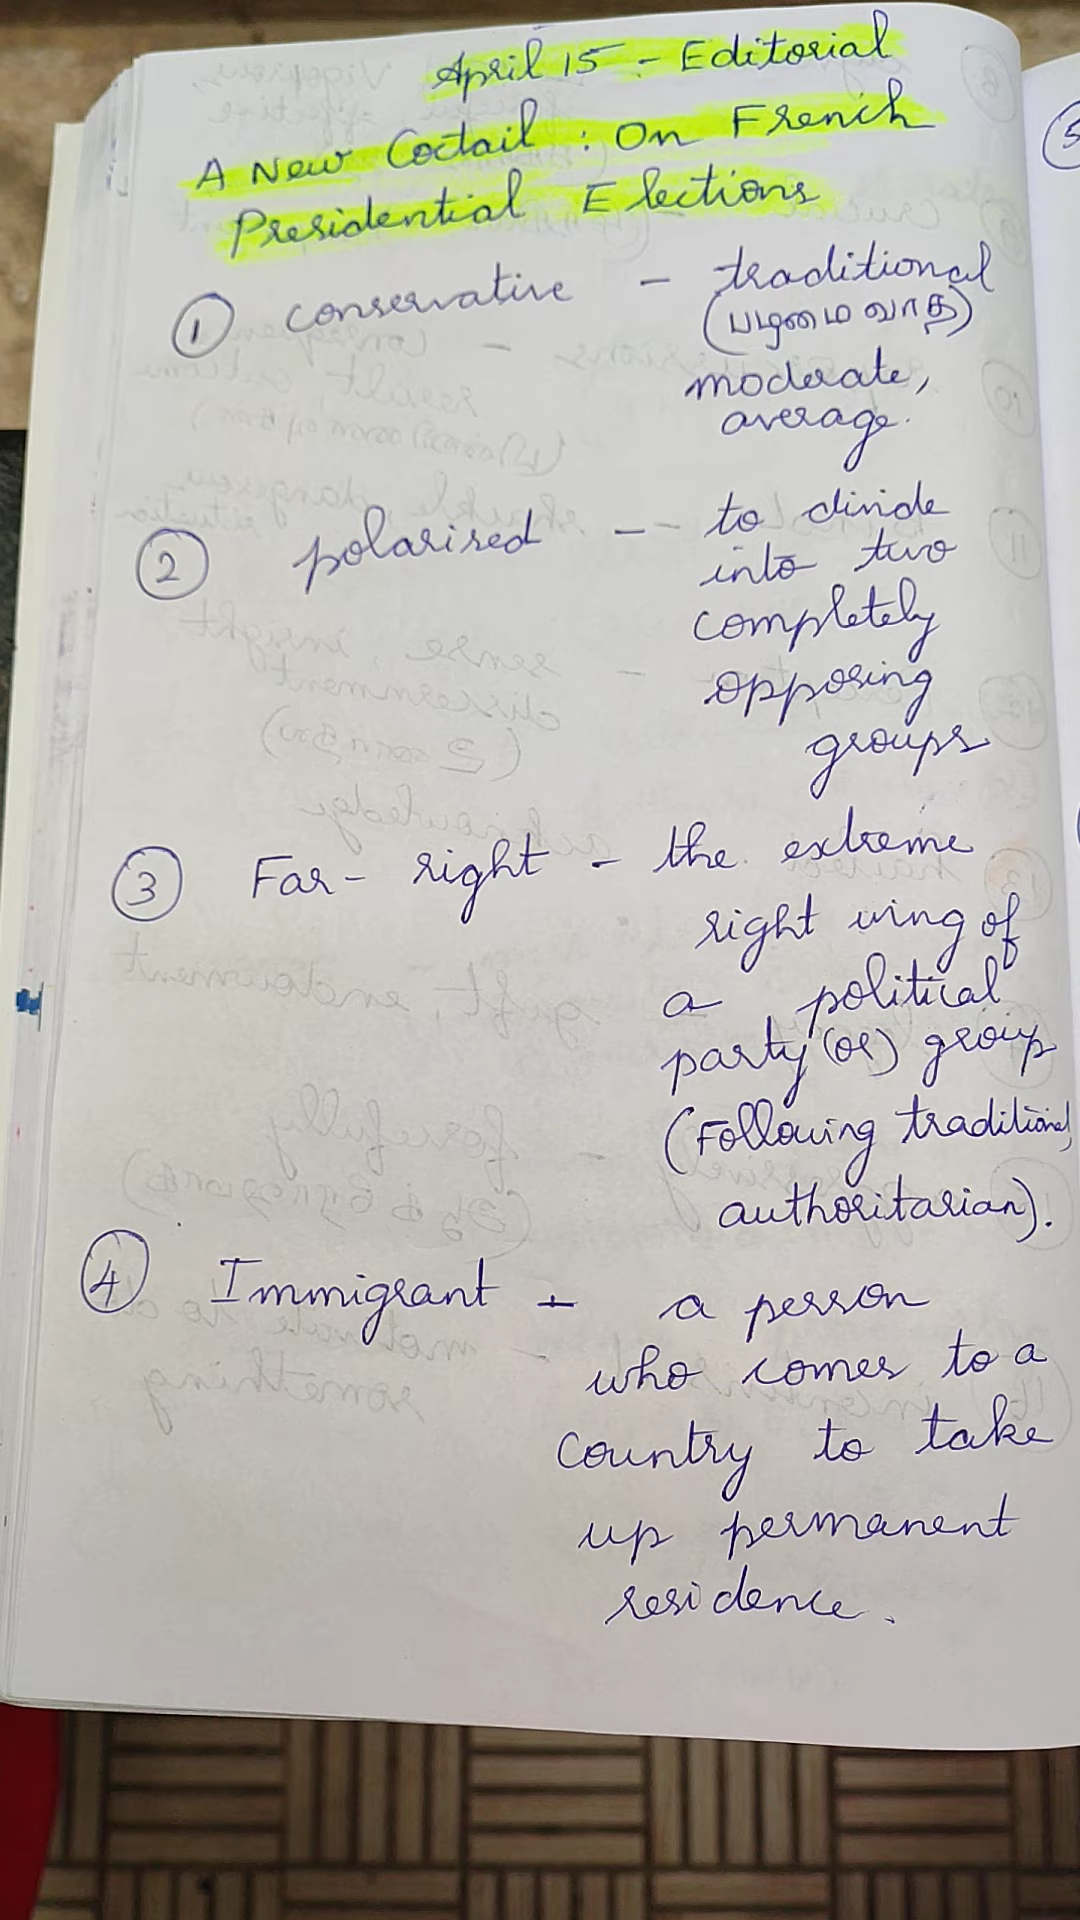 April 15 - Editorial
A New Coctail : On French
Presidential Elections
① conservative - traditional
(பழமைவாத)
moderate,
average.
② polarised -- to divide
into two
completely
opposing
groups
③ Far-right - the extreme
right wing of
a political
party (or) group
(Following traditional,
authoritarian).
④ Immigrant - a person
who comes to a
country to take
up permanent
residence.
5